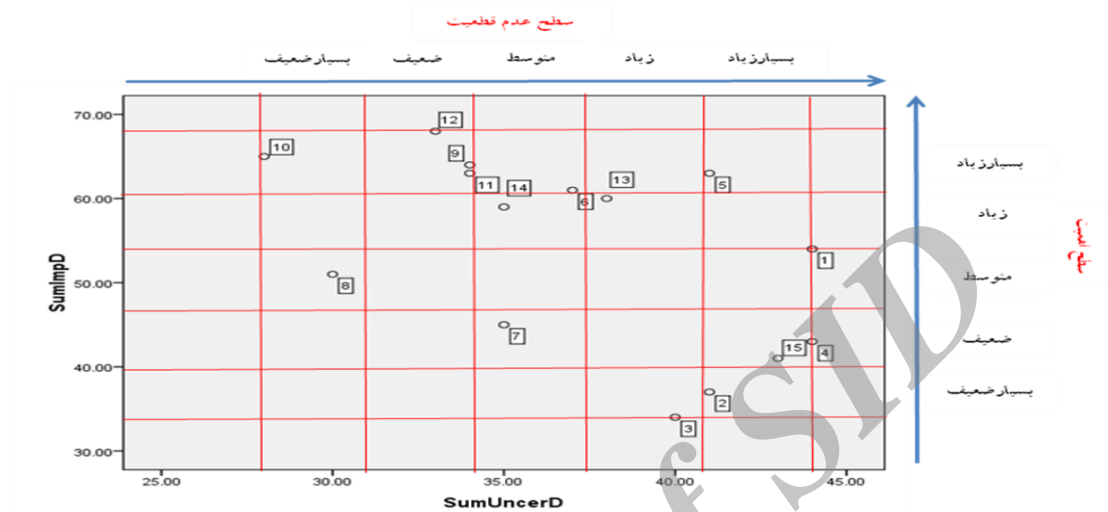 سطح عدم قطعیت
بسیارضعیف ضعیف متوسط زیاد بسیارزیاد
70.00
60.00
50.00
40.00
30.00
SumImpD
12
10
9
11
14
13
6
5
8
1
7
15
4
2
3
25.00 30.00 35.00 40.00 45.00
SumUncerD
بسیارزیاد
زیاد
متوسط
ضعیف
بسیارضعیف
سطح اهمیت
f SID